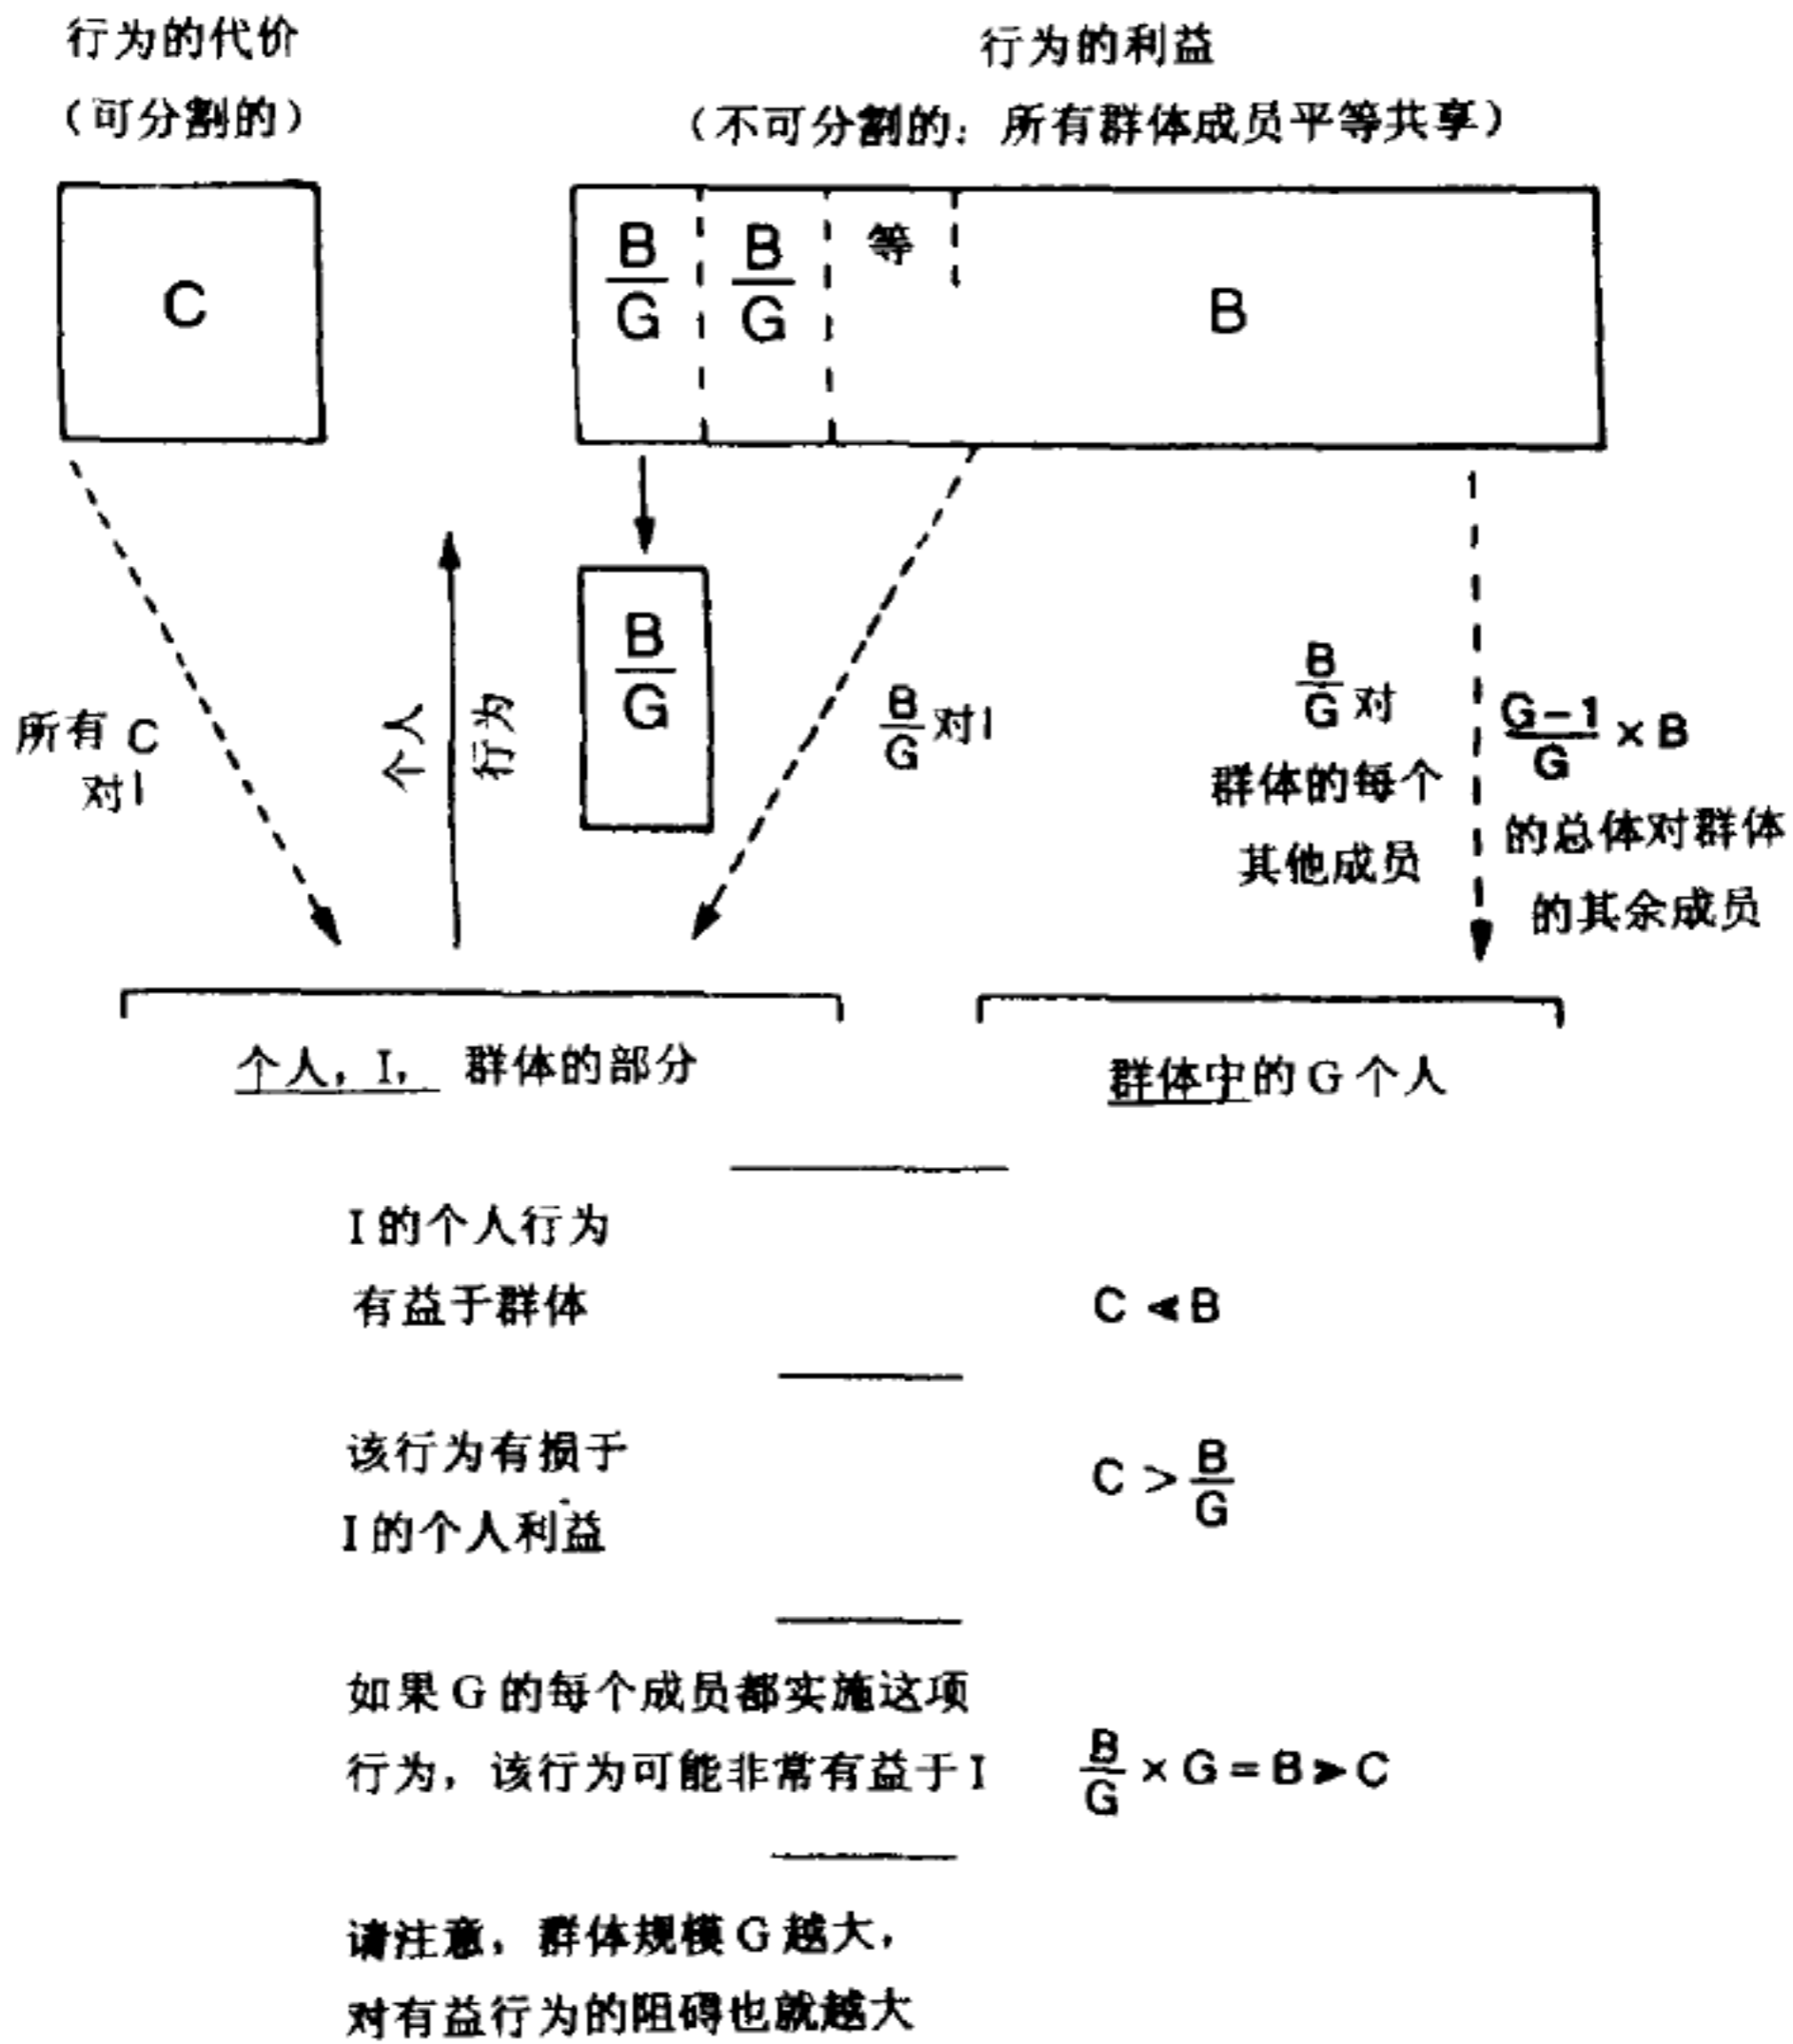 行为的代价
（可分割的）
行为的利益
（不可分割的：所有群体成员平等共享）
C
B/G
B/G
等
B
B/G
所有 C
对 I
个人
行为
B/G 对 I
B/G 对
群体的每个
其他成员
G−1/G × B
的总体对群体
的其余成员
个人，I， 群体的部分
群体中的 G 个人
I 的个人行为
有益于群体
C < B
该行为有损于
I 的个人利益
C > B/G
如果 G 的每个成员都实施这项
行为，该行为可能非常有益于 I
B/G × G = B > C
请注意，群体规模 G 越大，
对有益行为的阻碍也就越大